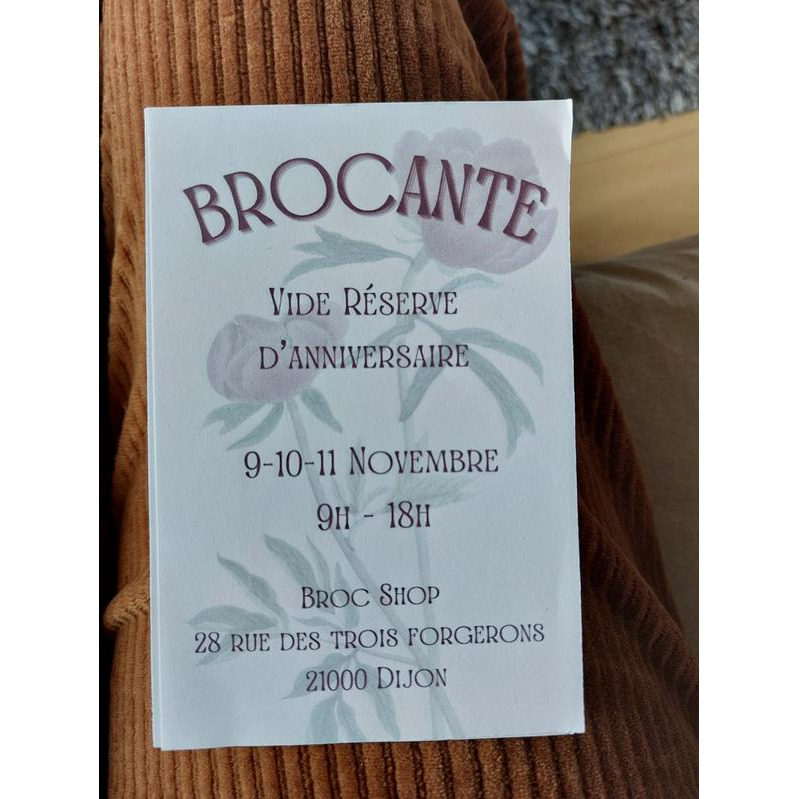 BROCANTE
VIDE RÉSERVE
D'ANNIVERSAIRE
9-10-11 NOVEMBRE
9H - 18H
BROC SHOP
28 RUE DES TROIS FORGERONS
21000 DIJON